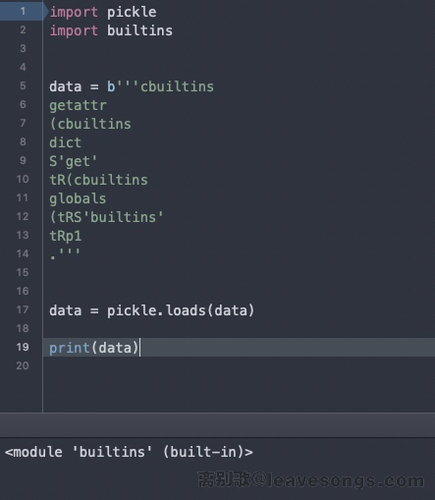 1 import pickle
2 import builtins
3
4
5 data = b'''cbuiltins
6 getattr
7 (cbuiltins
8 dict
9 S'get'
10 tR(cbuiltins
11 globals
12 (tRS'builtins'
13 tRp1
14 .'''
15
16
17 data = pickle.loads(data)
18
19 print(data)
20
<module 'builtins' (built-in)>
离别歌@leavesongs.com